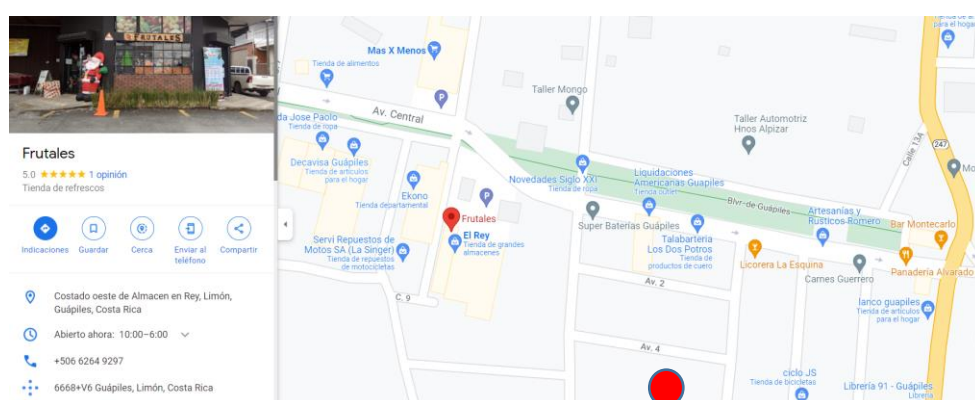 FRUTALES
Frutales
5.0 ★★★★★ 1 opinión
Tienda de refrescos
Indicaciones
Guardar
Cerca
Enviar al
teléfono
Compartir
Costado oeste de Almacen en Rey, Limón,
Guápiles, Costa Rica
Abierto ahora: 10:00–6:00
+506 6264 9297
6668+V6 Guápiles, Limón, Costa Rica
Mas X Menos
Tienda de alimentos
P
Av. Central
da Jose Paolo
Tienda de ropa
Decavisa Guápiles
Tienda de artículos
para el hogar
Ekono
Tienda departamental
P
Frutales
El Rey
Tienda de grandes
almacenes
Servi Repuestos de
Motos SA (La Singer)
Tienda de repuestos
de motocicletas
C. 9
Taller Mongo
Novedades Siglo XXI
Tienda de ropa
Super Baterías Guápiles
Liquidaciones
Americanas Guapiles
Tienda outlet
Talabartería
Los Dos Potros
Tienda de
productos de cuero
Av. 2
Av. 4
Taller Automotriz
Hnos Alpizar
Blvr-de Guápiles
Artesanías y
Rusticos Romero
Licorera La Esquina
Carnes Guerrero
Bar Montecarlo
Panadería Alvarado
Calle 13A
247
Mo
para el hogar
lanco guapiles
Tienda de artículos
para el hogar
ciclo JS
Tienda de bicicletas
Librería 91 - Guápiles
Librería